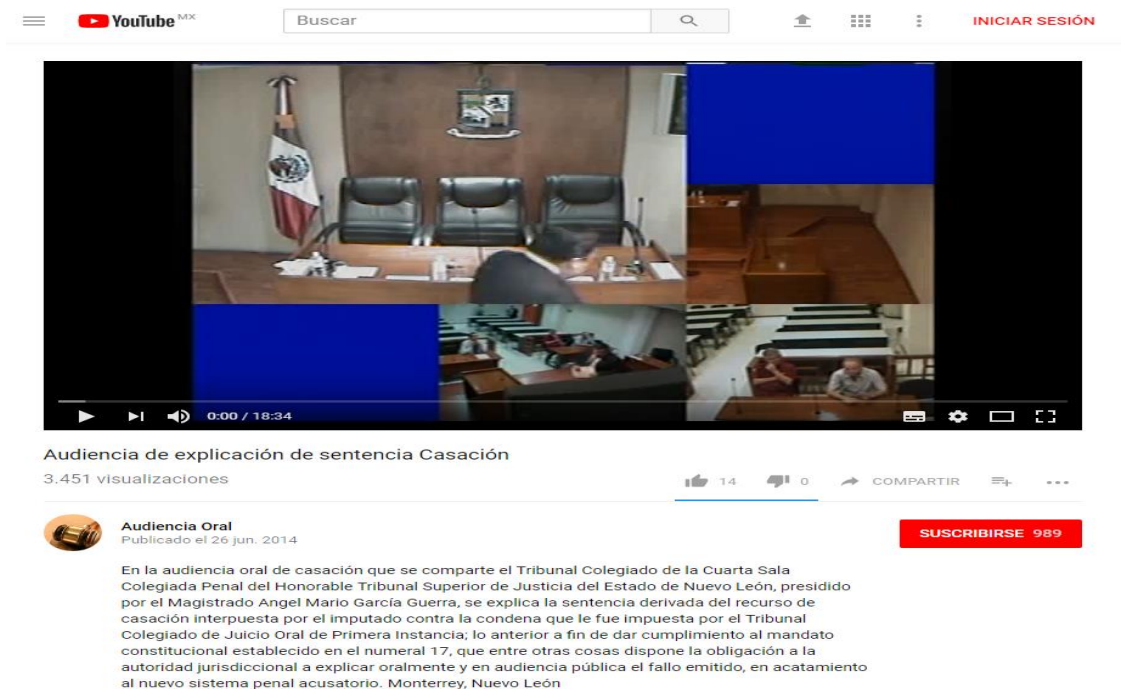 YouTube MX
Buscar
INICIAR SESIÓN
0:00 / 18:34
Audiencia de explicación de sentencia Casación
3.451 visualizaciones
14
0
COMPARTIR
Audiencia Oral
Publicado el 26 jun. 2014
SUSCRIBIRSE 989
En la audiencia oral de casación que se comparte el Tribunal Colegiado de la Cuarta Sala
Colegiada Penal del Honorable Tribunal Superior de Justicia del Estado de Nuevo León, presidido
por el Magistrado Angel Mario García Guerra, se explica la sentencia derivada del recurso de
casación interpuesta por el imputado contra la condena que le fue impuesta por el Tribunal
Colegiado de Juicio Oral de Primera Instancia; lo anterior a fin de dar cumplimiento al mandato
constitucional establecido en el numeral 17, que entre otras cosas dispone la obligación a la
autoridad jurisdiccional a explicar oralmente y en audiencia pública el fallo emitido, en acatamiento
al nuevo sistema penal acusatorio. Monterrey, Nuevo León